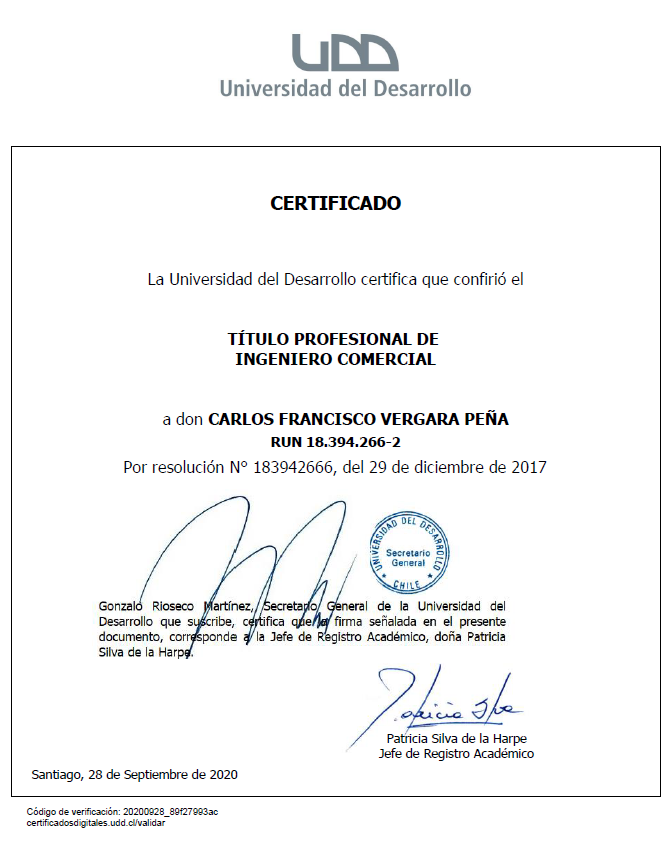 UDD
Universidad del Desarrollo
CERTIFICADO
La Universidad del Desarrollo certifica que confirió el
TÍTULO PROFESIONAL DE
INGENIERO COMERCIAL
a don CARLOS FRANCISCO VERGARA PEÑA
RUN 18.394.266-2
Por resolución N° 183942666, del 29 de diciembre de 2017
UNIVERSIDAD DEL DESARROLLO
Secretario
General
CHILE
Gonzalo Rioseco Martínez, Secretario General de la Universidad del
Desarrollo que suscribe, certifica que la firma señalada en el presente
documento, corresponde a la Jefe de Registro Académico, doña Patricia
Silva de la Harpe.
Patricia Silva
Patricia Silva de la Harpe
Jefe de Registro Académico
Santiago, 28 de Septiembre de 2020
Código de verificación: 20200928_89f27993ac
certificadosdigitales.udd.cl/validar